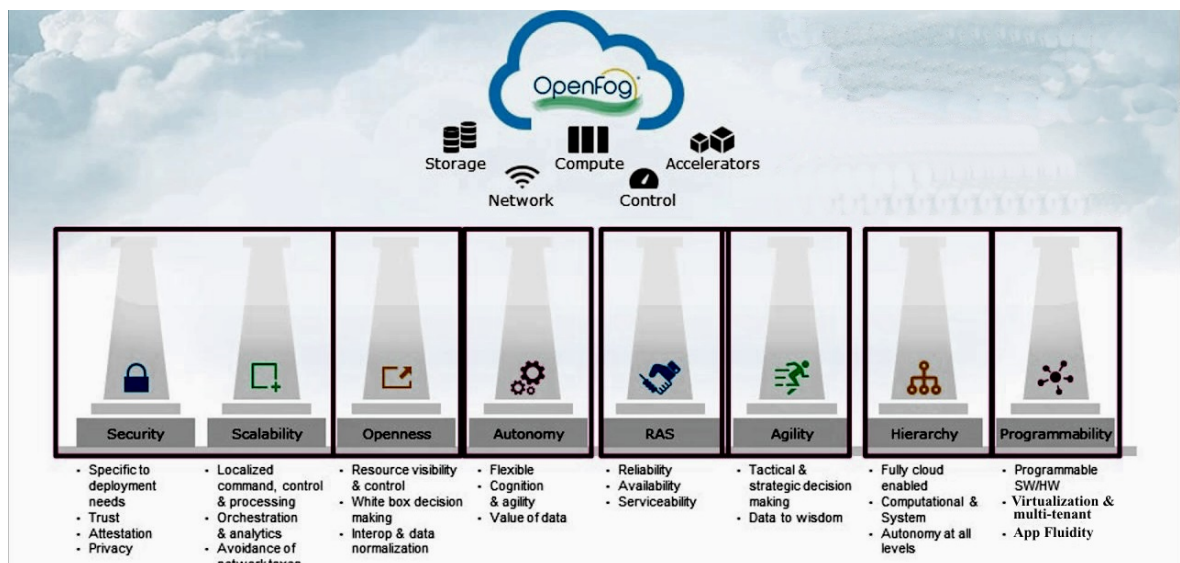 OpenFog
Storage
Compute
Accelerators
Network
Control
Security
Scalability
Openness
Autonomy
RAS
Agility
Hierarchy
Programmability
• Specific to
deployment
needs
• Trust
• Attestation
• Privacy
• Localized
command, control
& processing
• Orchestration
& analytics
• Avoidance of
• Resource visibility
& control
• White box decision
making
• Interop & data
normalization
• Flexible
• Cognition
& agility
• Value of data
• Reliability
• Availability
• Serviceability
• Tactical &
strategic decision
making
• Data to wisdom
• Fully cloud
enabled
• Computational &
System
• Autonomy at all
levels
• Programmable
SW/HW
• Virtualization &
multi-tenant
• App Fluidity